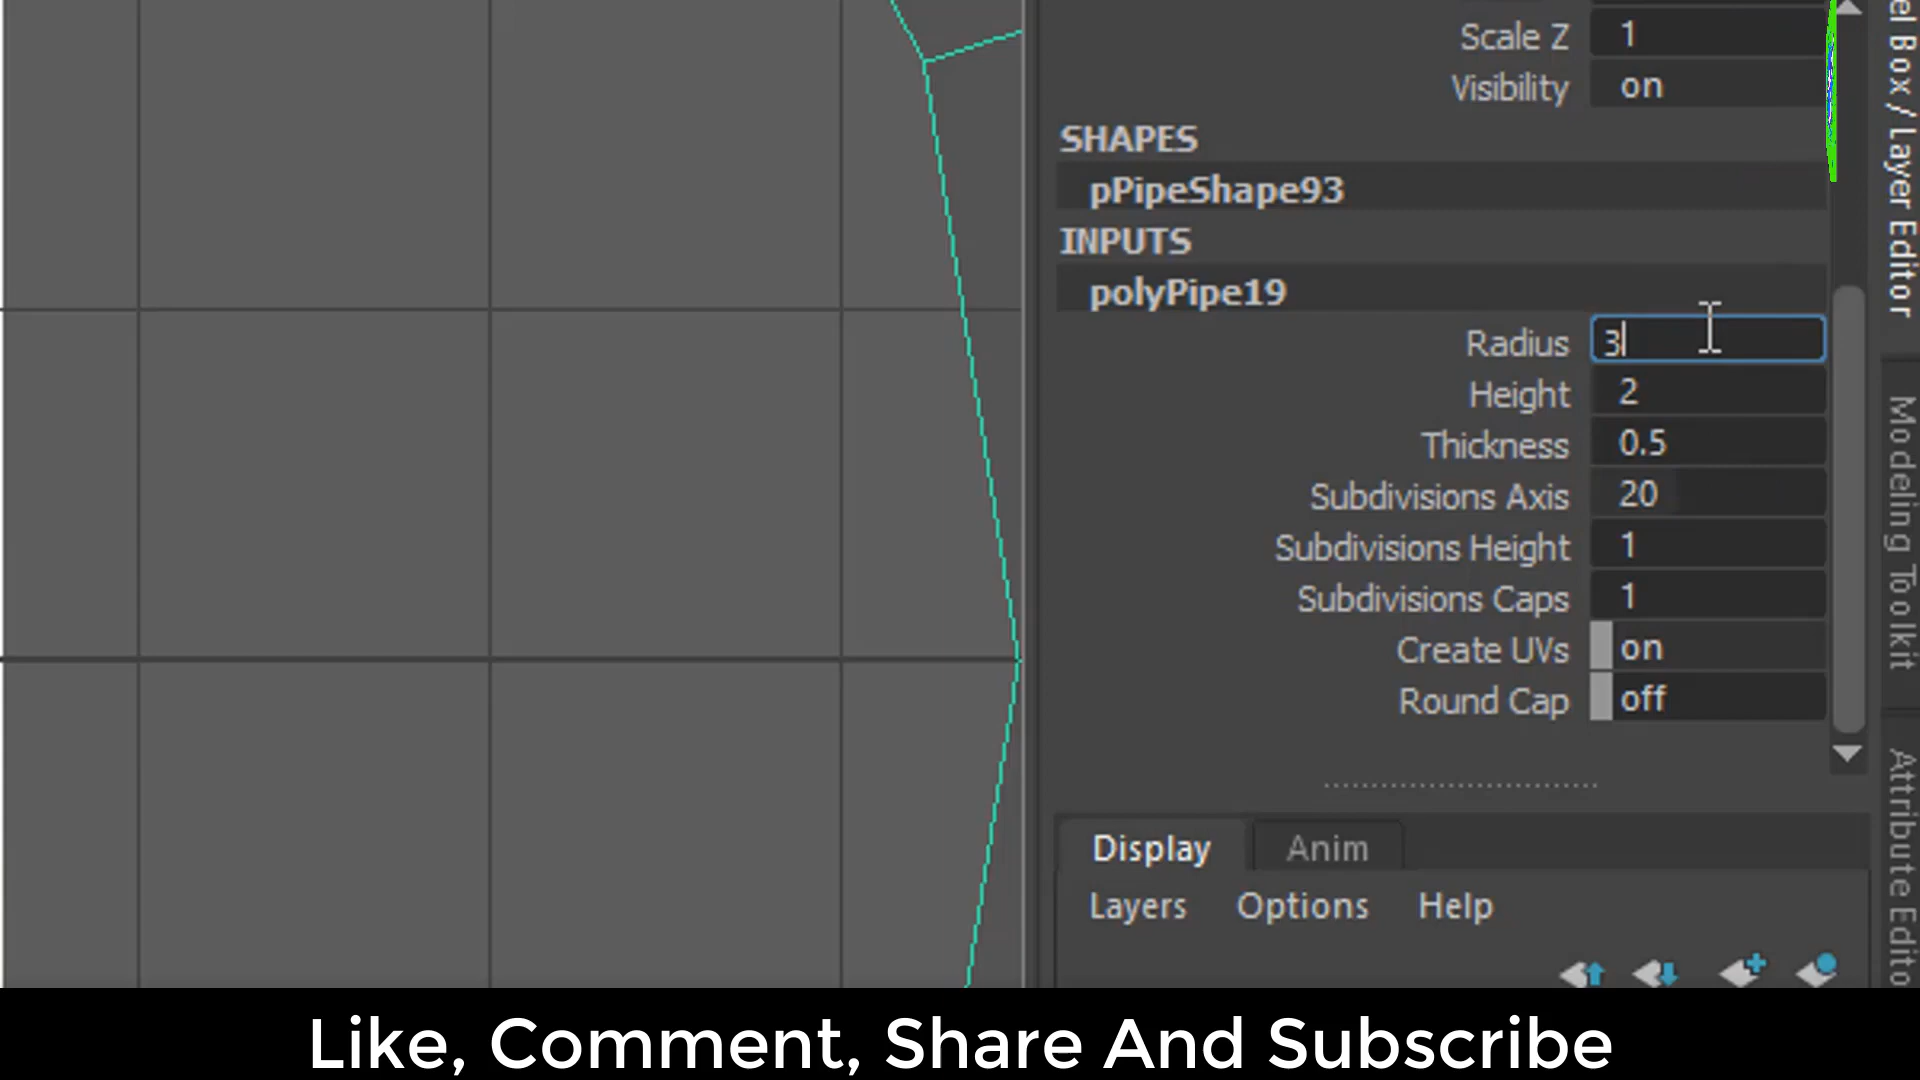 Scale Z 1
Visibility on
SHAPES
pPipeShape93
INPUTS
polyPipe19
Radius 3
Height 2
Thickness 0.5
Subdivisions Axis 20
Subdivisions Height 1
Subdivisions Caps 1
Create UVs on
Round Cap off
Display Anim
Layers Options Help
el Box / Layer Editor
Modeling Toolkit
Attribute Edito
Like, Comment, Share And Subscribe